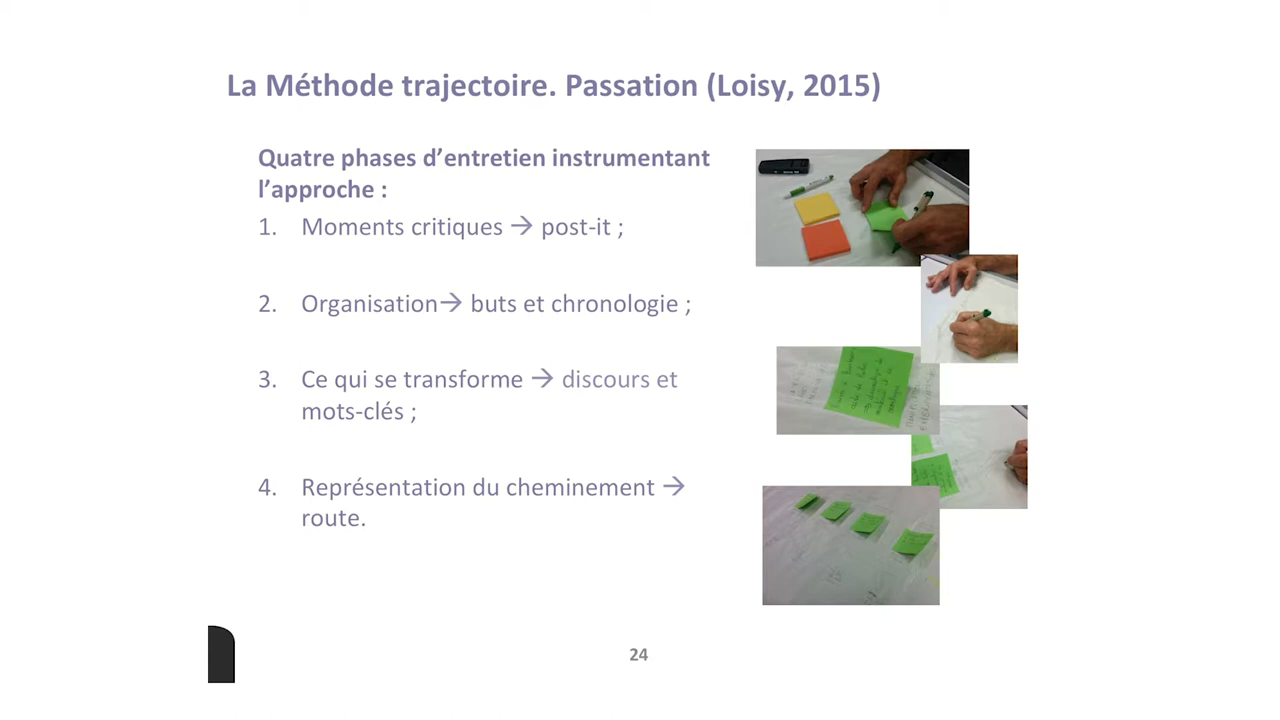 La Méthode trajectoire. Passation (Loisy, 2015)
Quatre phases d’entretien instrumentant
l’approche :
1. Moments critiques → post-it ;
2. Organisation→ buts et chronologie ;
3. Ce qui se transforme → discours et
mots-clés ;
4. Représentation du cheminement →
route.
24